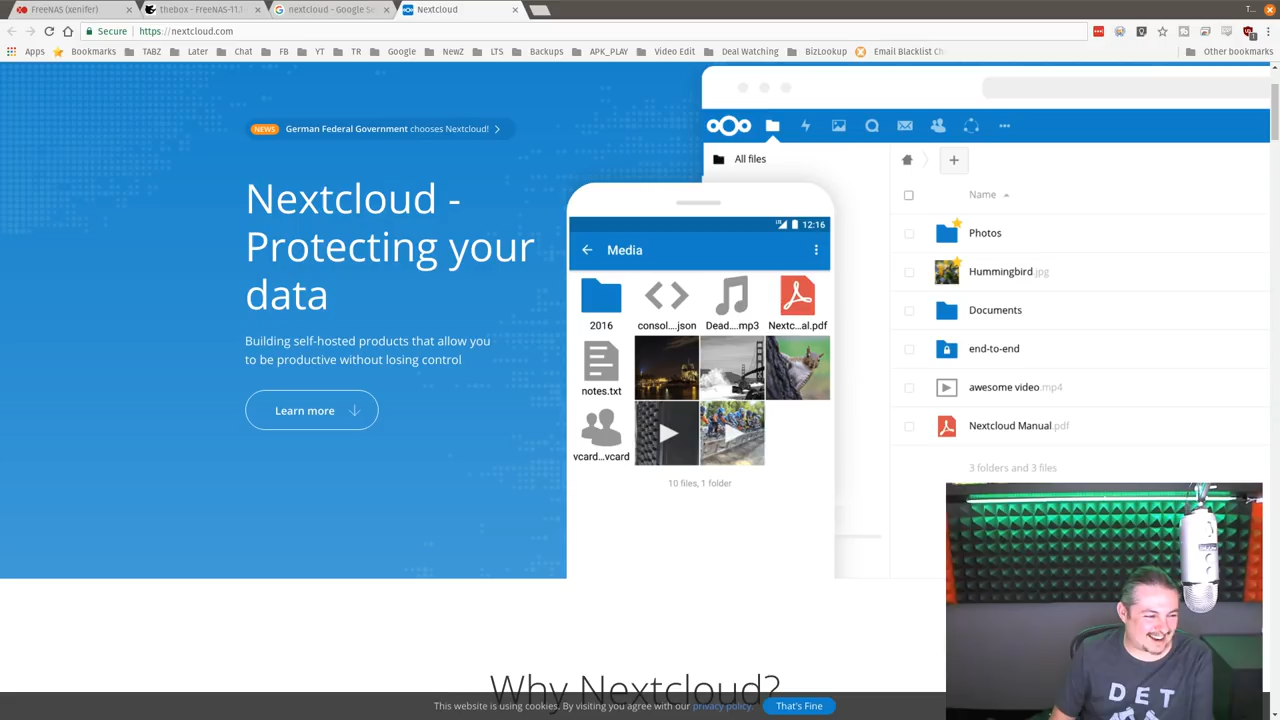 FreeNAS (xenifer)
thebox - FreeNAS-11.1
nextcloud - Google Se
Nextcloud
T...
Secure
https://nextcloud.com
Apps
Bookmarks
TABZ
Later
Chat
FB
YT
TR
Google
NewZ
LTS
Backups
APK_PLAY
Video Edit
Deal Watching
BizLookup
Email Blacklist Ch
Other bookmarks
NEWS German Federal Government chooses Nextcloud!
Nextcloud -
Protecting your
data
Building self-hosted products that allow you
to be productive without losing control
Learn more
12:16
Media
2016
consol....json
Dead...mp3
Nextc...al.pdf
notes.txt
vcard...vcard
10 files, 1 folder
All files
Name
Photos
Hummingbird.jpg
Documents
end-to-end
awesome video.mp4
Nextcloud Manual.pdf
3 folders and 3 files
Why Nextcloud?
This website is using cookies. By visiting you agree with our privacy policy.
That's Fine
DET